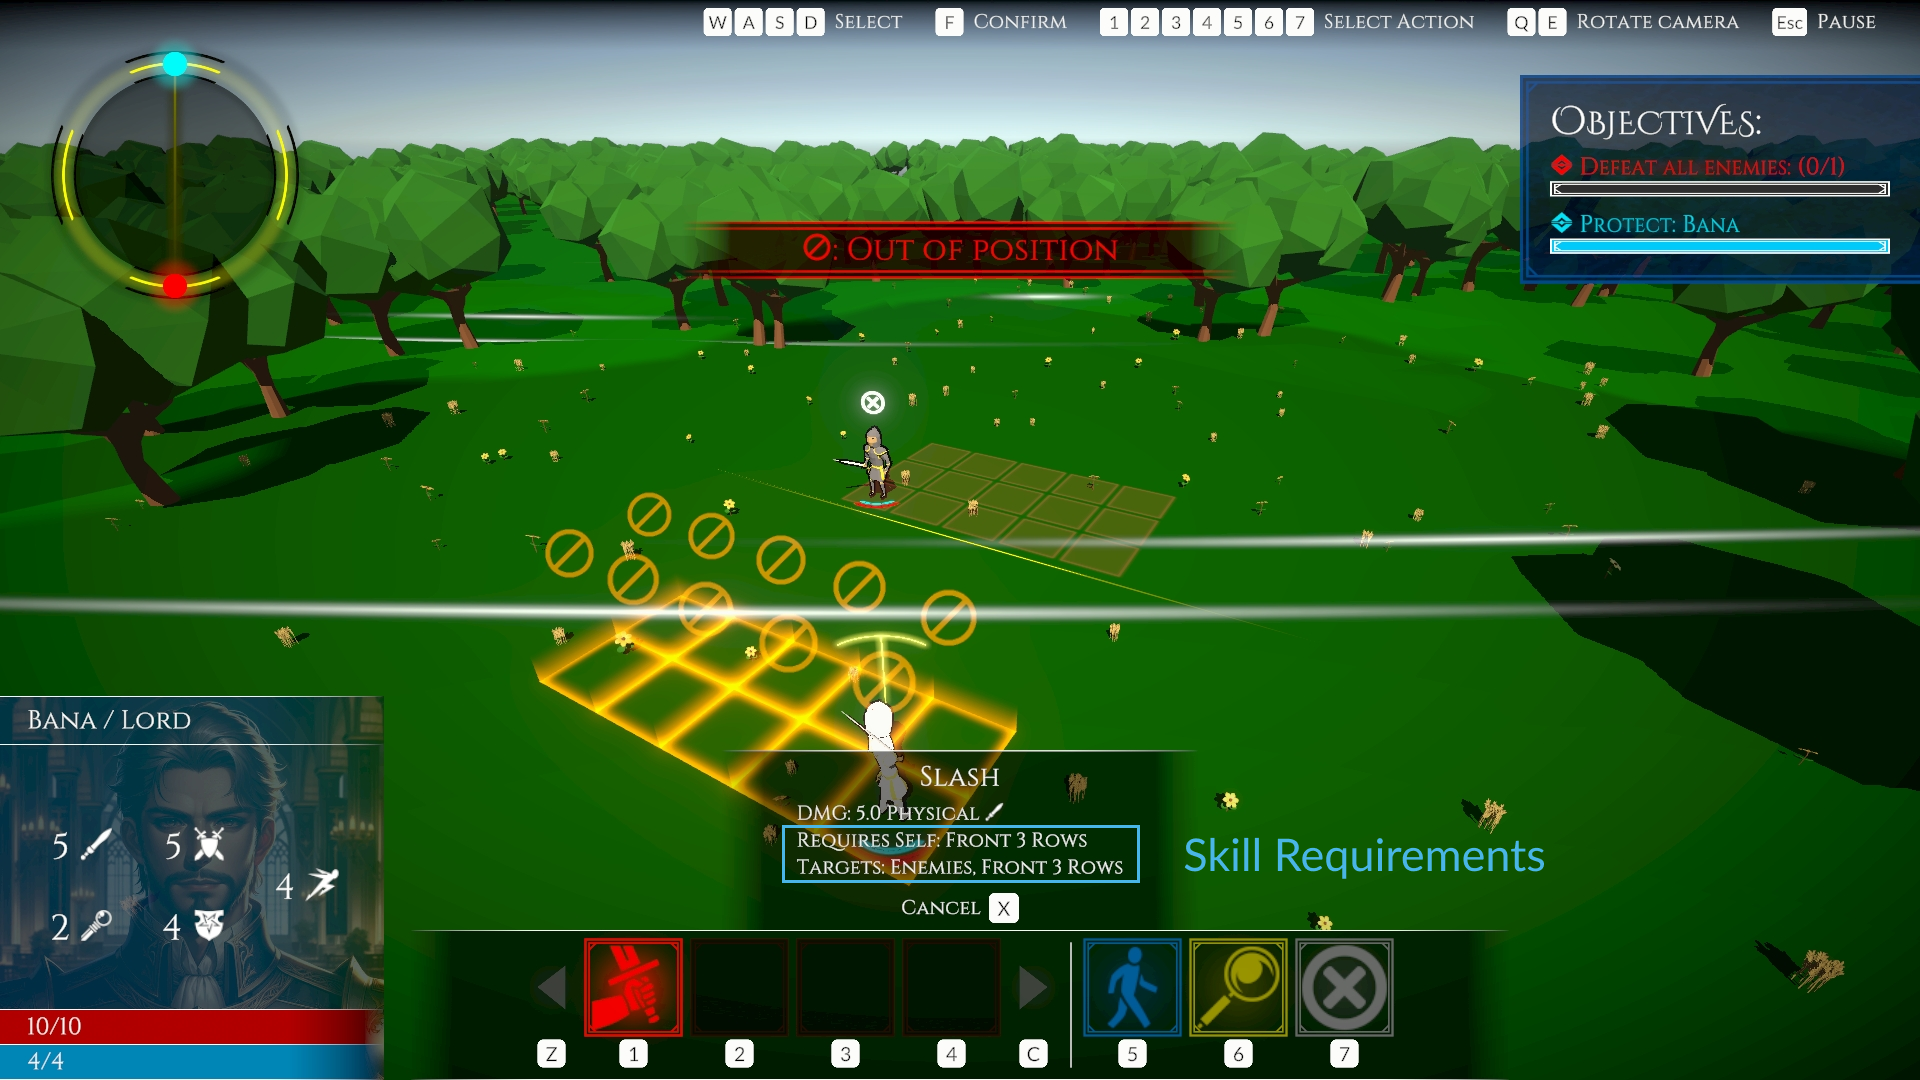 W A S D Select F Confirm 1 2 3 4 5 6 7 Select Action Q E Rotate camera Esc Pause
Objectives:
Defeat all enemies: (0/1)
Protect: Bana
: Out of position
Bana / Lord
5 5
4
2 4
10/10
4/4
Slash
DMG: 5.0 Physical
Requires Self: Front 3 Rows
Targets: Enemies, Front 3 Rows
Skill Requirements
Cancel X
Z 1 2 3 4 C 5 6 7